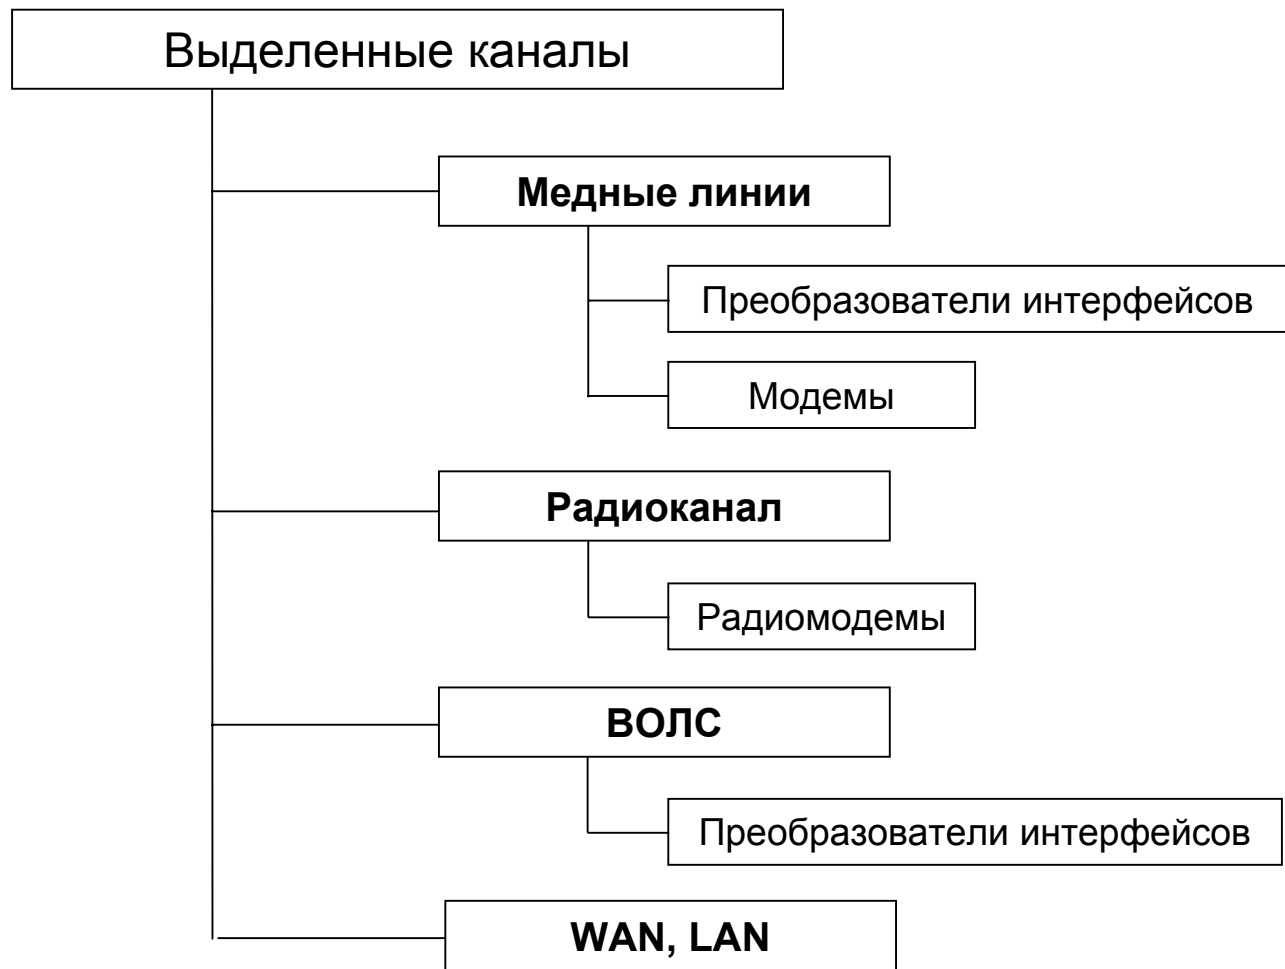 Выделенные каналы
Медные линии
Преобразователи интерфейсов
Модемы
Радиоканал
Радиомодемы
ВОЛС
Преобразователи интерфейсов
WAN, LAN